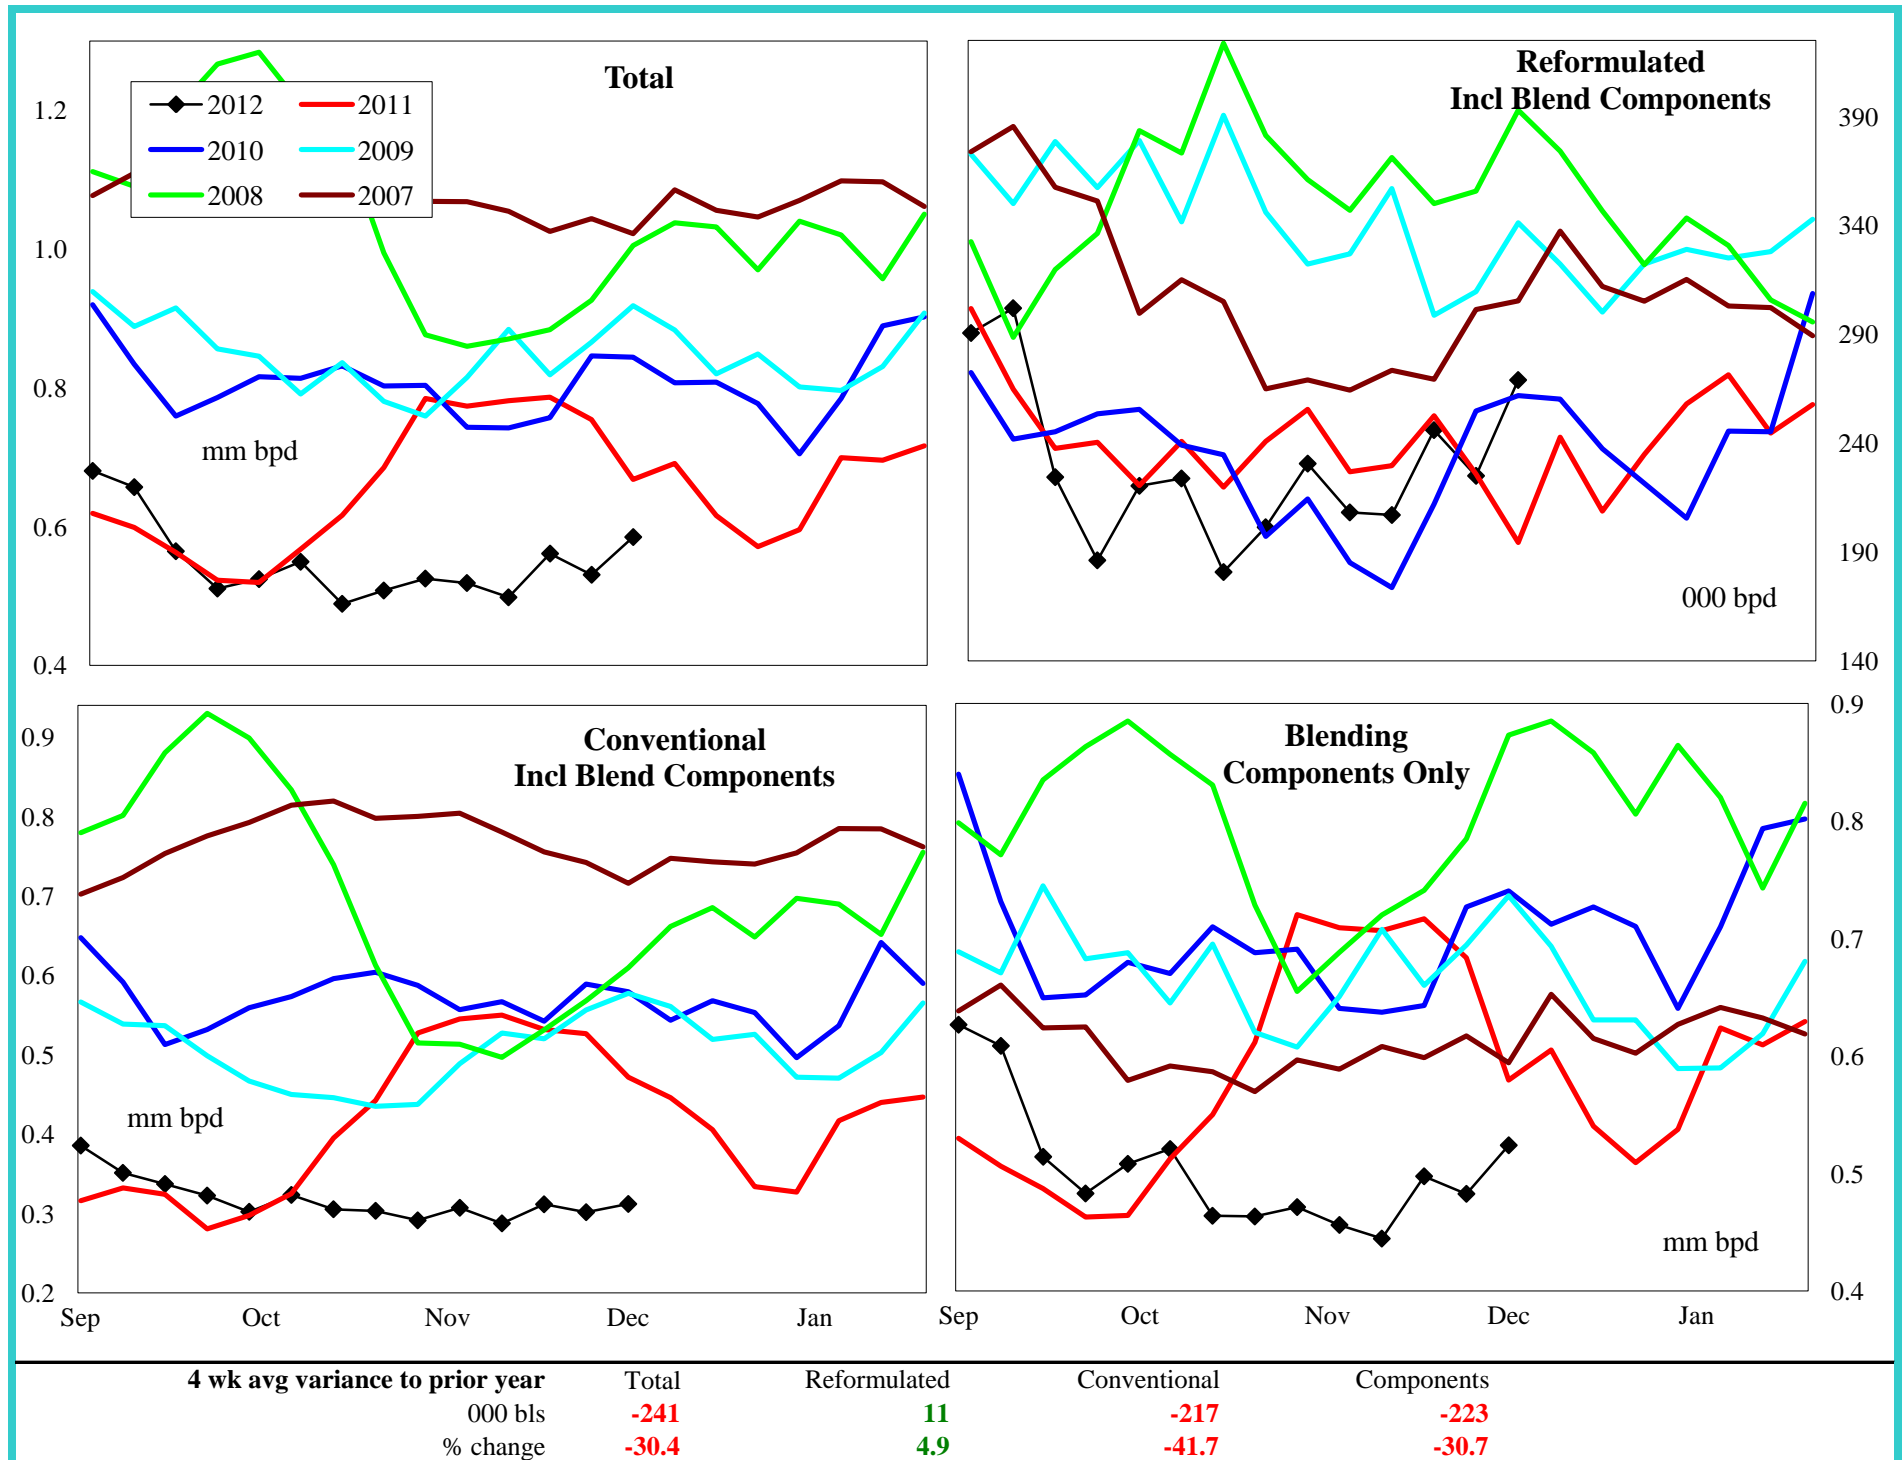 Total
2012 2011
2010 2009
2008 2007
1.2
1.0
0.8
0.6
0.4
mm bpd
Reformulated
Incl Blend Components
390
340
290
240
190
140
000 bpd
Conventional
Incl Blend Components
0.9
0.8
0.7
0.6
0.5
0.4
0.3
0.2
mm bpd
Sep Oct Nov Dec Jan
Blending
Components Only
0.9
0.8
0.7
0.6
0.5
0.4
mm bpd
Sep Oct Nov Dec Jan
4 wk avg variance to prior year Total Reformulated Conventional Components
000 bls -241 11 -217 -223
% change -30.4 4.9 -41.7 -30.7